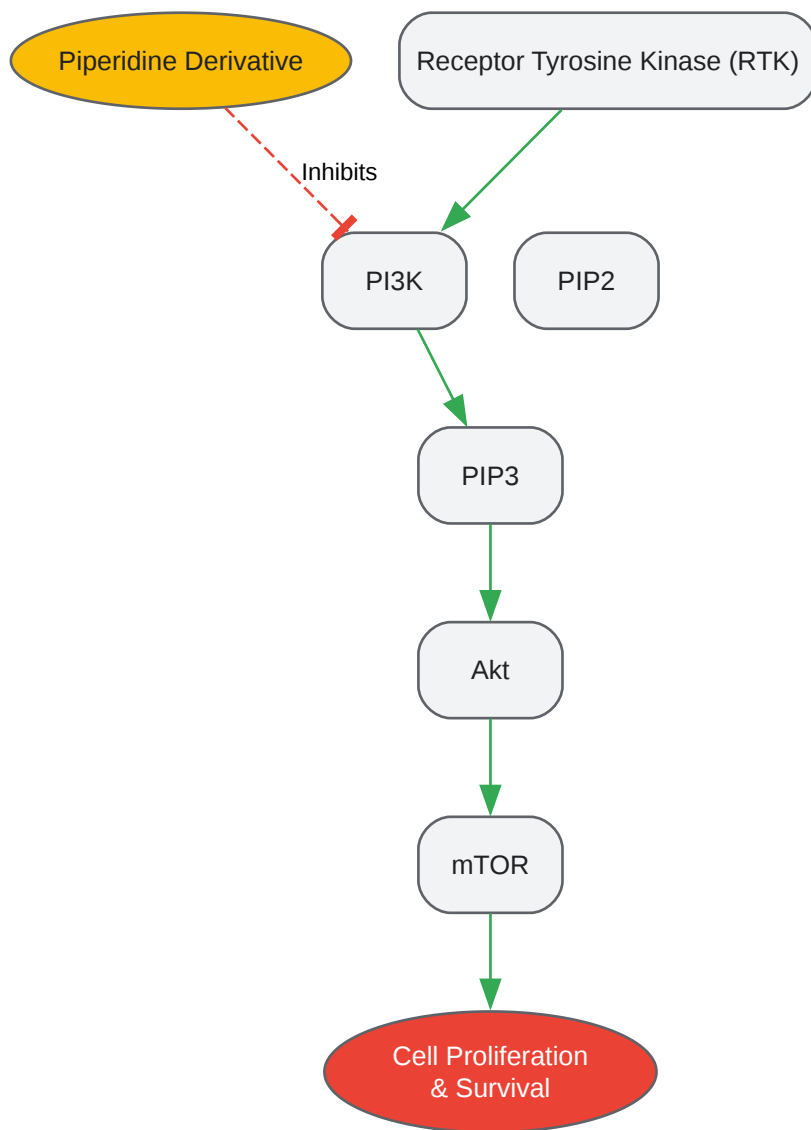 Piperidine Derivative
Receptor Tyrosine Kinase (RTK)
Inhibits
PI3K
PIP2
PIP3
Akt
mTOR
Cell Proliferation
& Survival